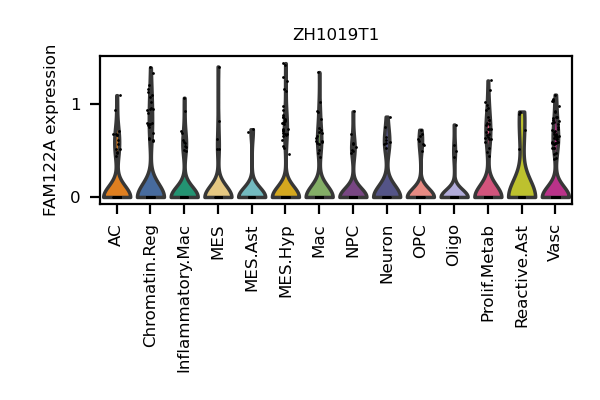 ZH1019T1
FAM122A expression
1
0
AC
Chromatin.Reg
Inflammatory.Mac
MES
MES.Ast
MES.Hyp
Mac
NPC
Neuron
OPC
Oligo
Prolif.Metab
Reactive.Ast
Vasc